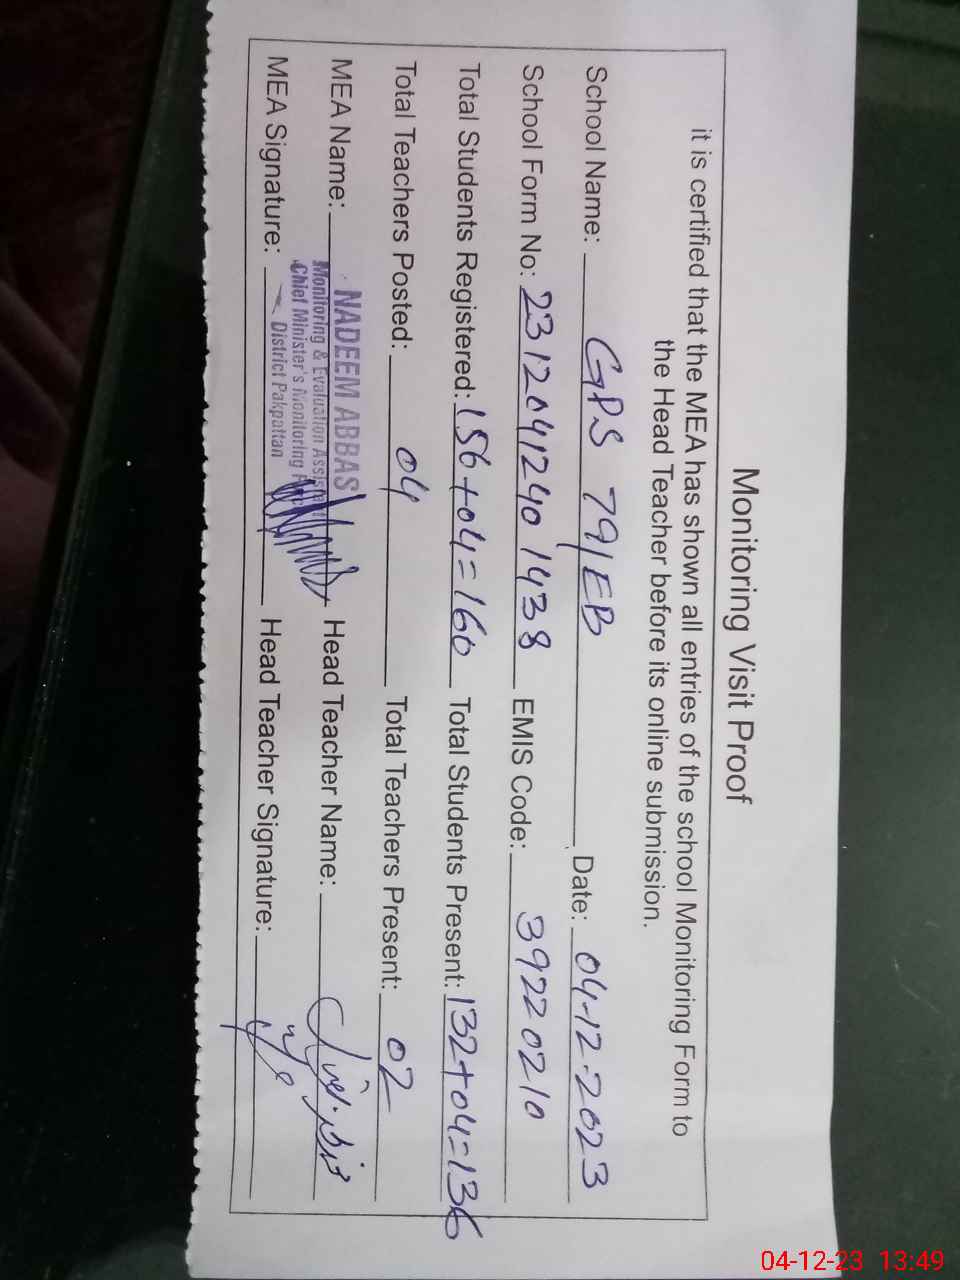 Monitoring Visit Proof
it is certified that the MEA has shown all entries of the school Monitoring Form to
the Head Teacher before its online submission.
School Name: GPS 79/EB Date: 04-12-2023
School Form No: 23120412401438 EMIS Code: 39220210
Total Students Registered: 156+04=160 Total Students Present: 132+04=136
Total Teachers Posted: 04 Total Teachers Present: 02
MEA Name: NADEEM ABBAS Head Teacher Name:
Monitoring & Evaluation
Chief Minister's Monitoring
District Pakpattan
MEA Signature: Head Teacher Signature:
04-12-23 13:49